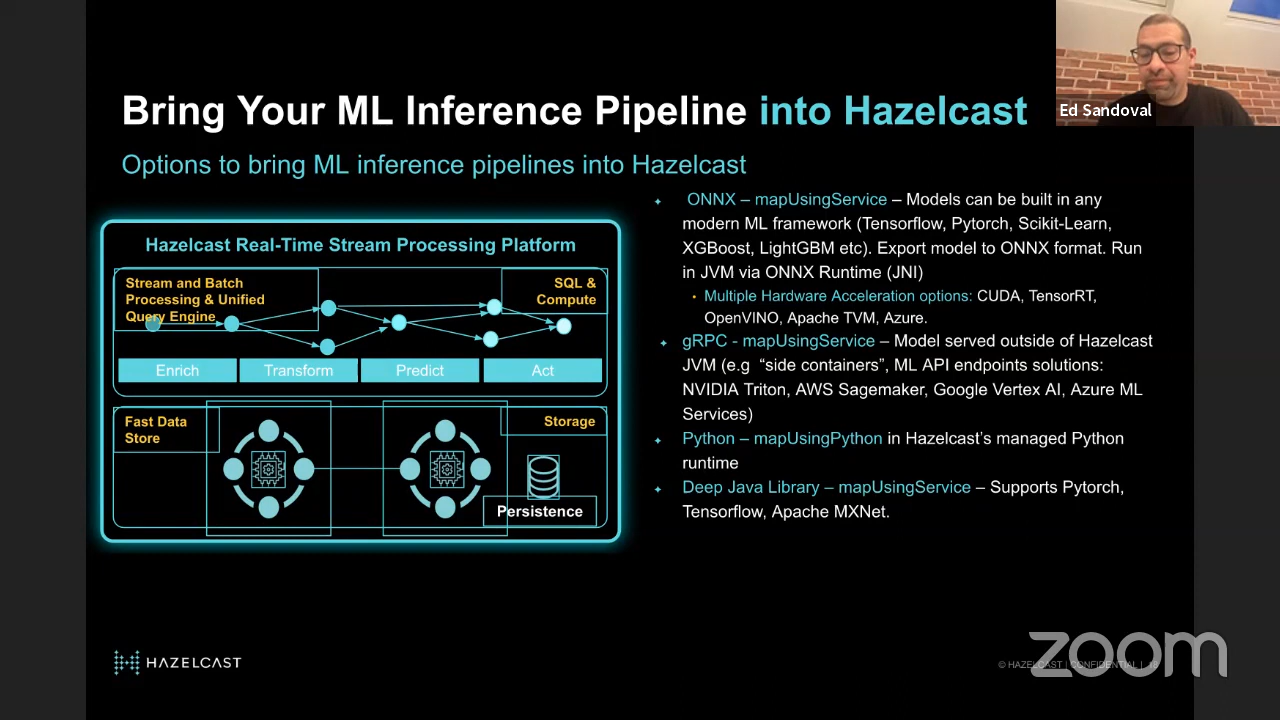 Bring Your ML Inference Pipeline into Hazelcast
Ed Sandoval
Options to bring ML inference pipelines into Hazelcast
Hazelcast Real-Time Stream Processing Platform
Stream and Batch
Processing & Unified
Query Engine
SQL &
Compute
Enrich
Transform
Predict
Act
Fast Data
Store
Storage
Persistence
ONNX – mapUsingService – Models can be built in any
modern ML framework (Tensorflow, Pytorch, Scikit-Learn,
XGBoost, LightGBM etc). Export model to ONNX format. Run
in JVM via ONNX Runtime (JNI)
Multiple Hardware Acceleration options: CUDA, TensorRT,
OpenVINO, Apache TVM, Azure.
gRPC - mapUsingService – Model served outside of Hazelcast
JVM (e.g “side containers”, ML API endpoints solutions:
NVIDIA Triton, AWS Sagemaker, Google Vertex AI, Azure ML
Services)
Python – mapUsingPython in Hazelcast’s managed Python
runtime
Deep Java Library – mapUsingService – Supports Pytorch,
Tensorflow, Apache MXNet.
HAZELCAST
© HAZELCAST | CONFIDENTIAL | 18
zoom